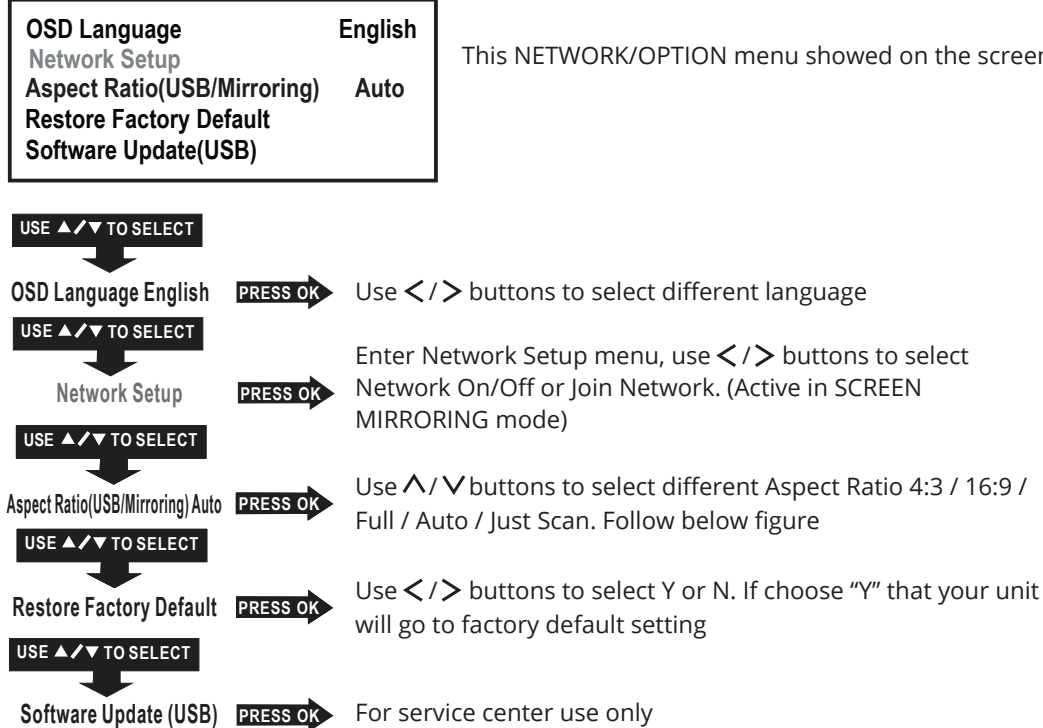 OSD Language English
Network Setup
Aspect Ratio(USB/Mirroring) Auto
Restore Factory Default
Software Update(USB)
This NETWORK/OPTION menu showed on the screen
USE ▲/▼ TO SELECT
OSD Language English PRESS OK Use < / > buttons to select different language
USE ▲/▼ TO SELECT
Network Setup PRESS OK
Enter Network Setup menu, use < / > buttons to select
Network On/Off or Join Network. (Active in SCREEN
MIRRORING mode)
USE ▲/▼ TO SELECT
Aspect Ratio(USB/Mirroring) Auto PRESS OK
Use ∧ / ∨ buttons to select different Aspect Ratio 4:3 / 16:9 /
Full / Auto / Just Scan. Follow below figure
USE ▲/▼ TO SELECT
Restore Factory Default PRESS OK
Use < / > buttons to select Y or N. If choose “Y” that your unit
will go to factory default setting
USE ▲/▼ TO SELECT
Software Update (USB) PRESS OK For service center use only